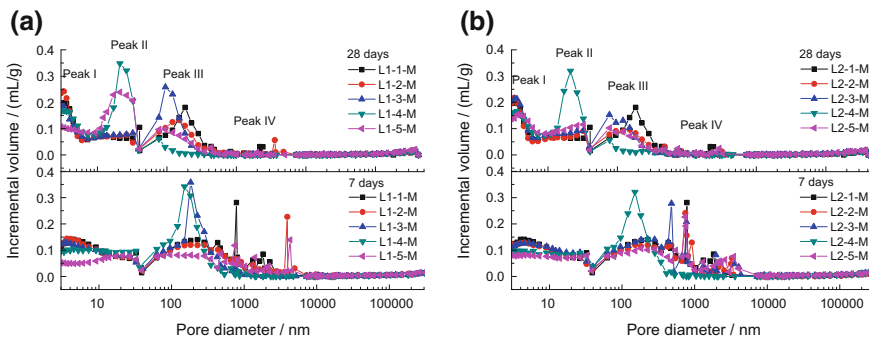 (a)
0.4
0.3
0.2
0.1
0.0
Peak I
Peak II
Peak III
Peak IV
28 days
L1-1-M
L1-2-M
L1-3-M
L1-4-M
L1-5-M
0.4
0.3
0.2
0.1
0.0
7 days
L1-1-M
L1-2-M
L1-3-M
L1-4-M
L1-5-M
Incremental volume / (mL/g)
10 100 1000 10000 100000
Pore diameter / nm
(b)
0.4
0.3
0.2
0.1
0.0
Peak I
Peak II
Peak III
Peak IV
28 days
L2-1-M
L2-2-M
L2-3-M
L2-4-M
L2-5-M
0.4
0.3
0.2
0.1
0.0
7 days
L2-1-M
L2-2-M
L2-3-M
L2-4-M
L2-5-M
Incremental volume / (mL/g)
10 100 1000 10000 100000
Pore diameter / nm